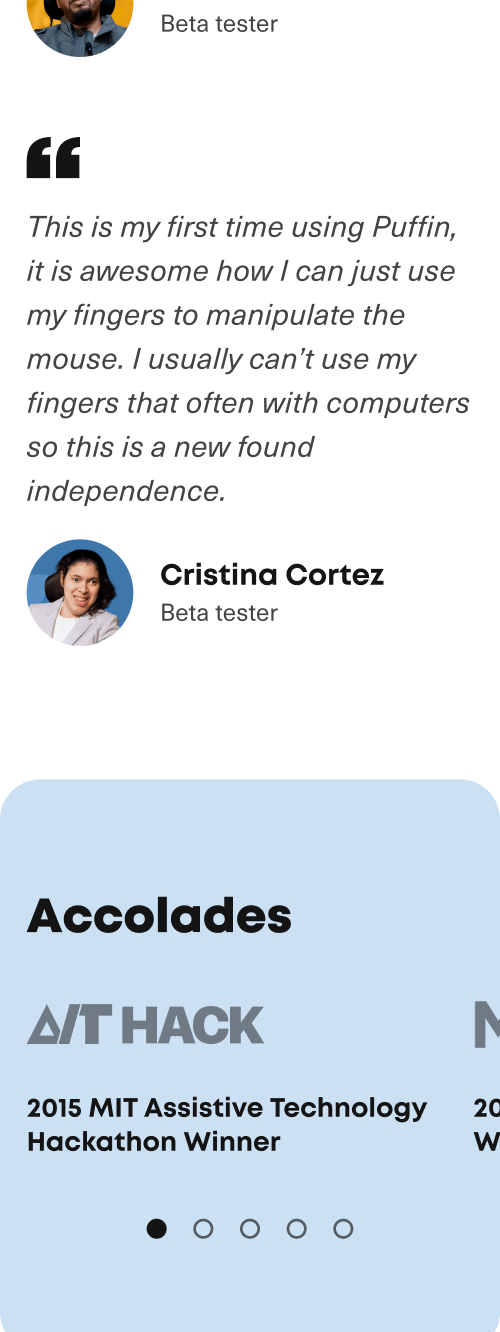 Beta tester
“
This is my first time using Puffin,
it is awesome how I can just use
my fingers to manipulate the
mouse. I usually can’t use my
fingers that often with computers
so this is a new found
independence.
Cristina Cortez
Beta tester
Accolades
A/T HACK
2015 MIT Assistive Technology
Hackathon Winner
20
W